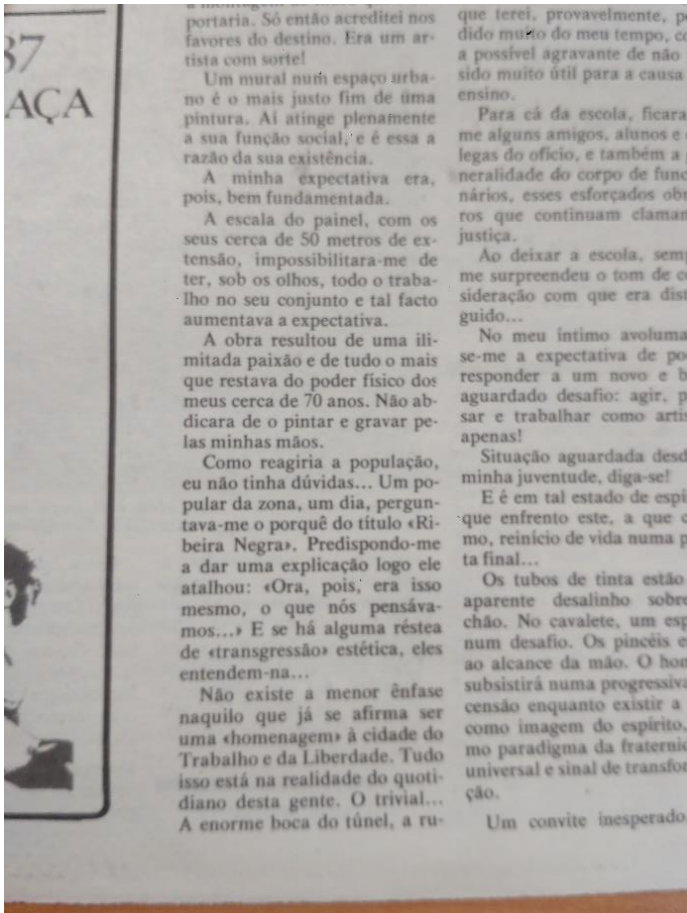 87
AÇA
portaria. Só então acreditei nos
favores do destino. Era um ar-
tista com sorte!
Um mural num espaço urba-
no é o mais justo fim de uma
pintura. Aí atinge plenamente
a sua função social, e é essa a
razão da sua existência.
A minha expectativa era,
pois, bem fundamentada.
A escala do painel, com os
seus cerca de 50 metros de ex-
tensão, impossibilitara-me de
ter, sob os olhos, todo o traba-
lho no seu conjunto e tal facto
aumentava a expectativa.
A obra resultou de uma ili-
mitada paixão e de tudo o mais
que restava do poder físico dos
meus cerca de 70 anos. Não ab-
dicara de o pintar e gravar pe-
las minhas mãos.
Como reagiria a população,
eu não tinha dúvidas... Um po-
pular da zona, um dia, pergun-
tava-me o porquê do título «Ri-
beira Negra». Predispondo-me
a dar uma explicação logo ele
atalhou: «Ora, pois, era isso
mesmo, o que nós pensáva-
mos...» E se há alguma réstea
de «transgressão» estética, eles
entendem-na...
Não existe a menor ênfase
naquilo que já se afirma ser
uma «homenagem» à cidade do
Trabalho e da Liberdade. Tudo
isso está na realidade do quoti-
diano desta gente. O trivial...
A enorme boca do túnel, a ru-
que terei, provavelmente, pe
dido muito do meu tempo, co
a possível agravante de não
sido muito útil para a causa
ensino.
Para cá da escola, ficara
me alguns amigos, alunos e c
legas do ofício, e também a
neralidade do corpo de func
nários, esses esforçados obr
ros que continuam claman
justiça.
Ao deixar a escola, semp
me surpreendeu o tom de co
sideração com que era dist
guido...
No meu íntimo avoluma
se-me a expectativa de po
responder a um novo e b
aguardado desafio: agir, p
sar e trabalhar como artis
apenas!
Situação aguardada desd
minha juventude, diga-se!
E é em tal estado de espí
que enfrento este, a que c
mo, reinício de vida numa p
ta final...
Os tubos de tinta estão
aparente desalinho sobre
chão. No cavalete, um esp
num desafio. Os pincéis e
ao alcance da mão. O hom
subsistirá numa progressiva
censão enquanto existir a
como imagem do espírito,
mo paradigma da fraternid
universal e sinal de transfor
ção.
Um convite inesperado,